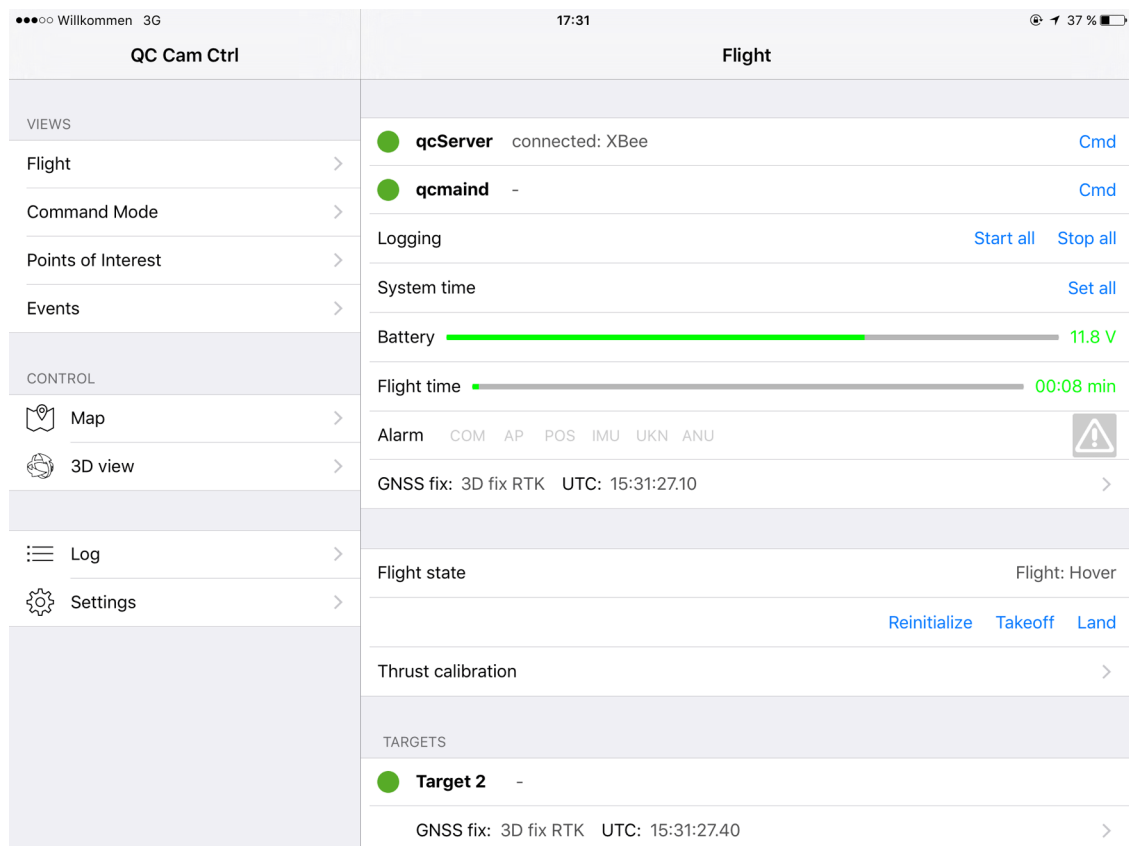 Willkommen 3G 17:31 37 %
QC Cam Ctrl
VIEWS
Flight
Command Mode
Points of Interest
Events
CONTROL
Map
3D view
Log
Settings
Flight
qcServer connected: XBee Cmd
qcmaind - Cmd
Logging Start all Stop all
System time Set all
Battery 11.8 V
Flight time 00:08 min
Alarm COM AP POS IMU UKN ANU
GNSS fix: 3D fix RTK UTC: 15:31:27.10
Flight state Flight: Hover
Reinitialize Takeoff Land
Thrust calibration
TARGETS
Target 2 -
GNSS fix: 3D fix RTK UTC: 15:31:27.40